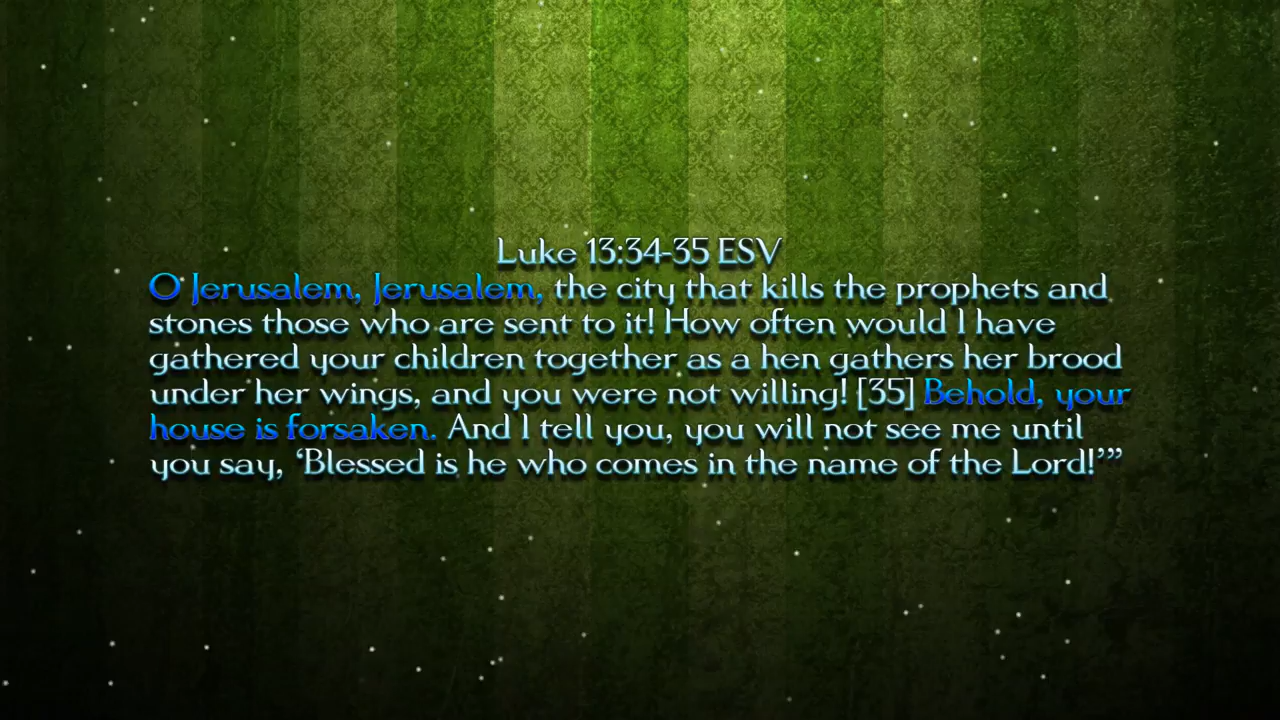 Luke 13:34-35 ESV
O Jerusalem, Jerusalem, the city that kills the prophets and
stones those who are sent to it! How often would I have
gathered your children together as a hen gathers her brood
under her wings, and you were not willing! [35] Behold, your
house is forsaken. And I tell you, you will not see me until
you say, ‘Blessed is he who comes in the name of the Lord!’”